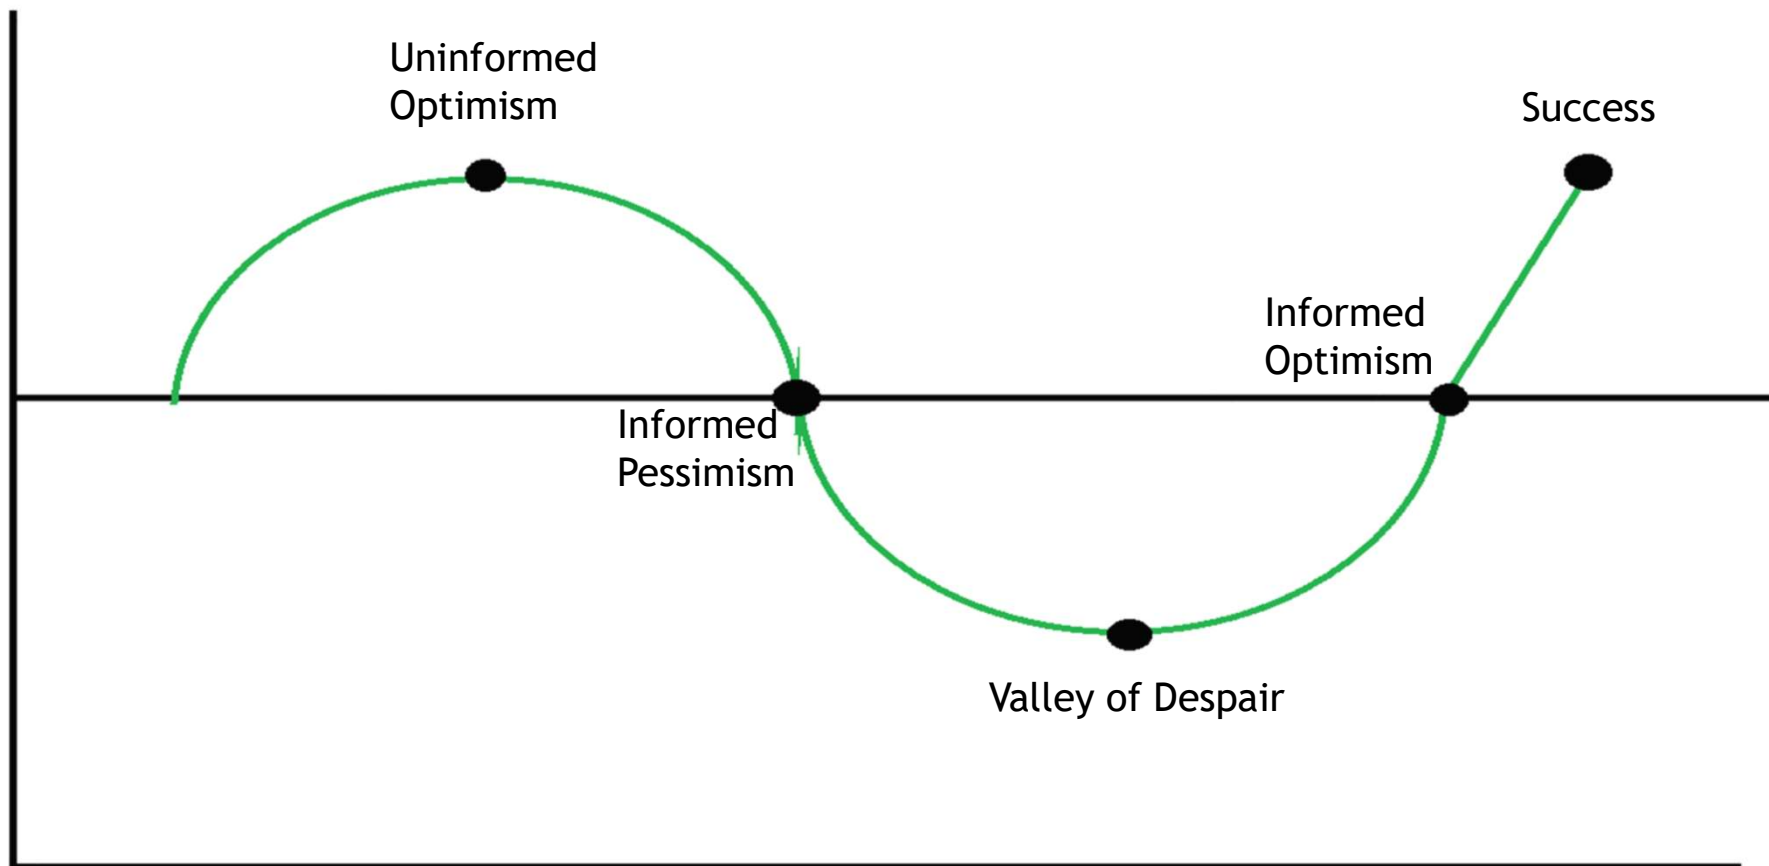 Uninformed
Optimism
Success
Informed
Optimism
Informed
Pessimism
Valley of Despair